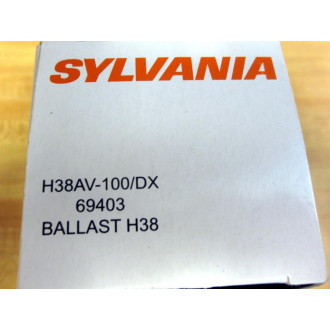 SYLVANIA
H38AV-100/DX
69403
BALLAST H38